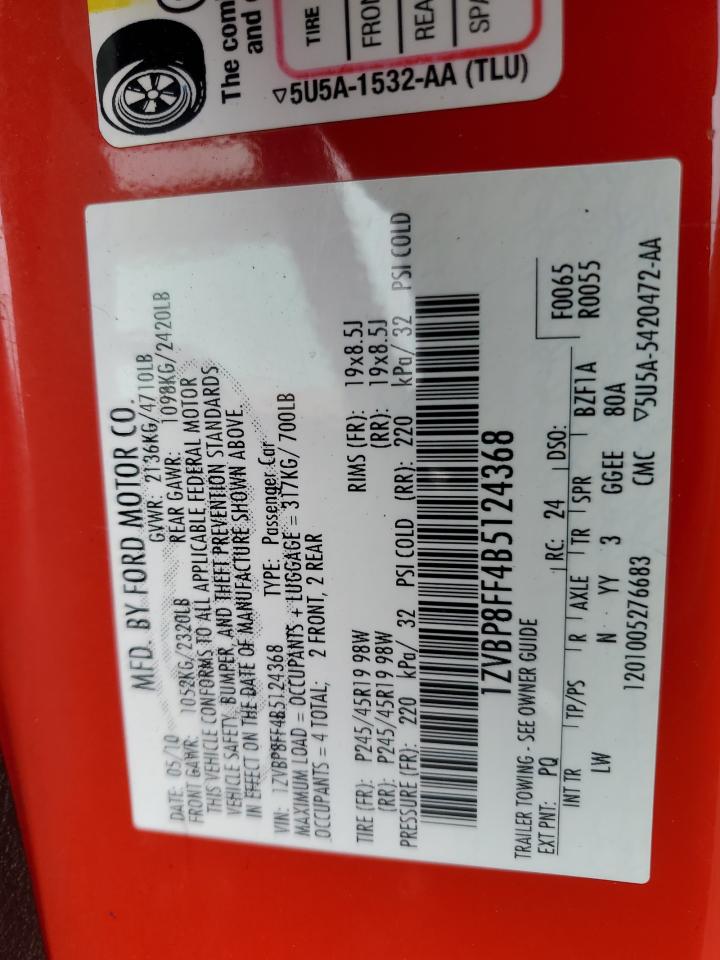 The com
and
TIRE
FRON
REA
SPA
▽5U5A-1532-AA (TLU)
MFD. BY FORD MOTOR CO.
DATE: 05/10 GVWR: 2136KG/4710LB
FRONT GAWR: 1052KG/2320LB REAR GAWR: 1098KG/2420LB
THIS VEHICLE CONFORMS TO ALL APPLICABLE FEDERAL MOTOR
VEHICLE SAFETY, BUMPER, AND THEFT PREVENTION STANDARDS
IN EFFECT ON THE DATE OF MANUFACTURE SHOWN ABOVE.
VIN: 1ZVBP8FF4B5124368 TYPE: Passenger Car
MAXIMUM LOAD = OCCUPANTS + LUGGAGE = 317KG/ 700LB
OCCUPANTS = 4 TOTAL; 2 FRONT, 2 REAR
TIRE (FR): P245/45R19 98W RIMS (FR): 19x8.5J
(RR): P245/45R19 98W (RR): 19x8.5J
PRESSURE (FR): 220 kPa/ 32 PSI COLD (RR): 220 kPa/ 32 PSI COLD
1ZVBP8FF4B5124368
TRAILER TOWING - SEE OWNER GUIDE
EXT PNT: PQ RC: 24 DSO: F0065
R0055
INT TR TP/PS R AXLE TR SPR BZF1A
LW N YY 3 GGEE 80A
1201005276683 CMC ▽5U5A-5420472-AA